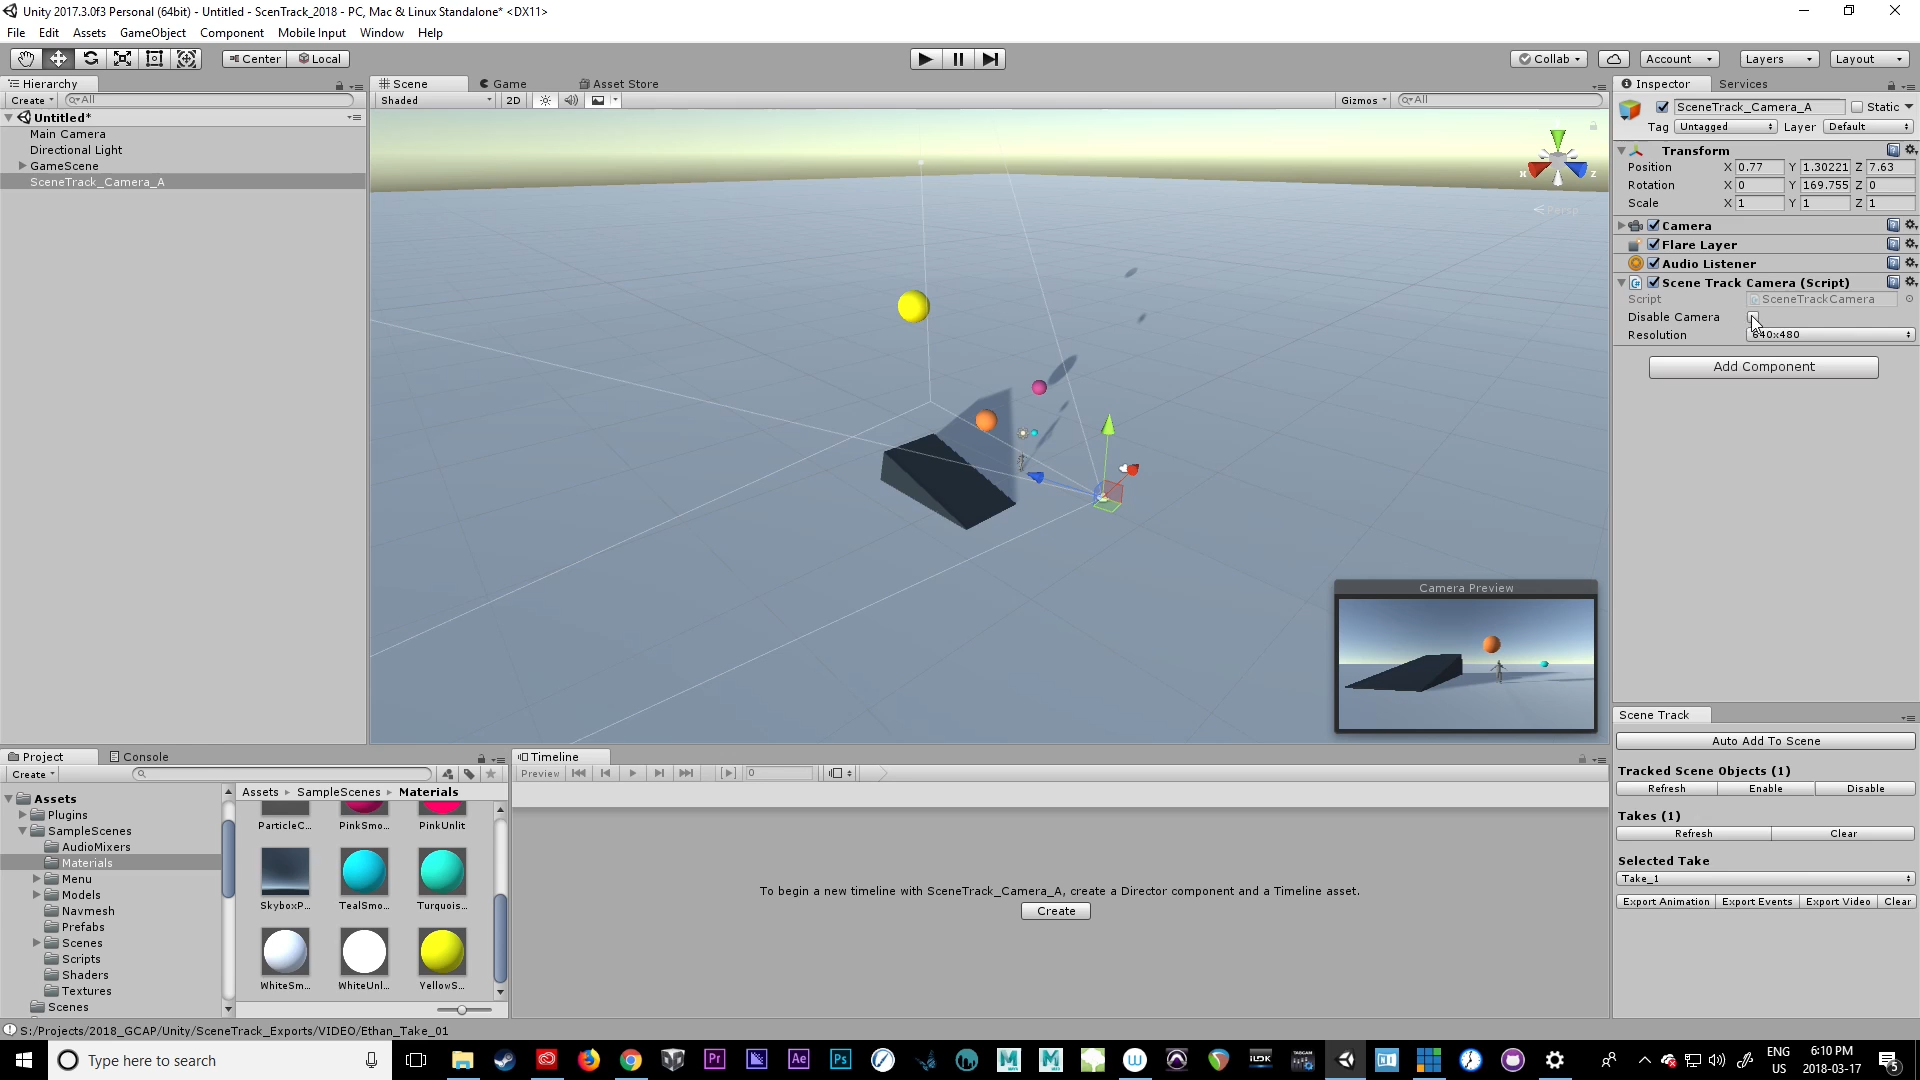 Unity 2017.3.0f3 Personal (64bit) - Untitled - ScenTrack_2018 - PC, Mac & Linux Standalone* <DX11>
File Edit Assets GameObject Component Mobile Input Window Help
Center Local Collab Account Layers Layout
Hierarchy Scene Game Asset Store Inspector Services
Create All Shaded 2D Gizmos All SceneTrack_Camera_A Static
Untitled* Tag Untagged Layer Default
Main Camera
Directional Light
GameScene
SceneTrack_Camera_A
x z
Persp
Transform
Position X 0.77 Y 1.30221 Z 7.63
Rotation X 0 Y 169.755 Z 0
Scale X 1 Y 1 Z 1
Camera
Flare Layer
Audio Listener
Scene Track Camera (Script)
Script SceneTrackCamera
Disable Camera
Resolution 640x480
Add Component
Camera Preview
Scene Track
Auto Add To Scene
Tracked Scene Objects (1)
Refresh Enable Disable
Takes (1)
Refresh Clear
Selected Take
Take_1
Export Animation Export Events Export Video Clear
Project Console Timeline
Create Preview 0
Assets SampleScenes Materials
Assets
Plugins
SampleScenes
AudioMixers
Materials
Menu
Models
Navmesh
Prefabs
Scenes
Scripts
Shaders
Textures
Scenes
ParticleC... PinkSmo... PinkUnlit
SkyboxP... TealSmo... Turquois...
WhiteSm... WhiteUnl... YellowS...
To begin a new timeline with SceneTrack_Camera_A, create a Director component and a Timeline asset.
Create
S:/Projects/2018_GCAP/Unity/SceneTrack_Exports/VIDEO/Ethan_Take_01
Type here to search
Pr Ae Ps
ENG
US
6:10 PM
2018-03-17
5